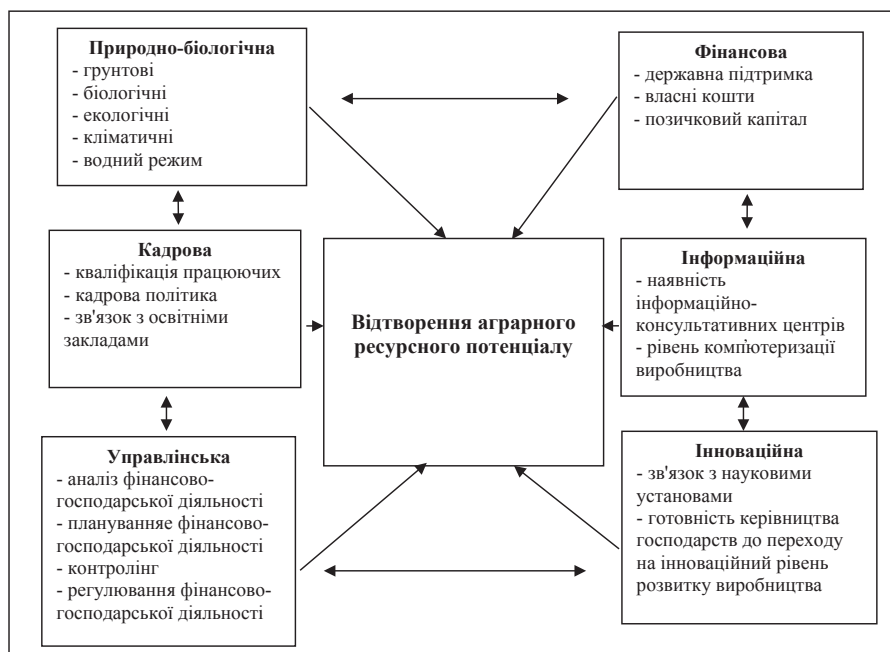 Природно-біологічна
- грунтові
- біологічні
- екологічні
- кліматичні
- водний режим
Фінансова
- державна підтримка
- власні кошти
- позичковий капітал
Кадрова
- кваліфікація працюючих
- кадрова політика
- зв'язок з освітніми
закладами
Відтворення аграрного
ресурсного потенціалу
Інформаційна
- наявність
інформаційно-
консультативних центрів
- рівень комп'ютеризації
виробництва
Управлінська
- аналіз фінансово-
господарської діяльності
- плануванняе фінансово-
господарської діяльності
- контролінг
- регулювання фінансово-
господарської діяльності
Інноваційна
- зв'язок з науковими
установами
- готовність керівництва
господарств до переходу
на інноваційний рівень
розвитку виробництва